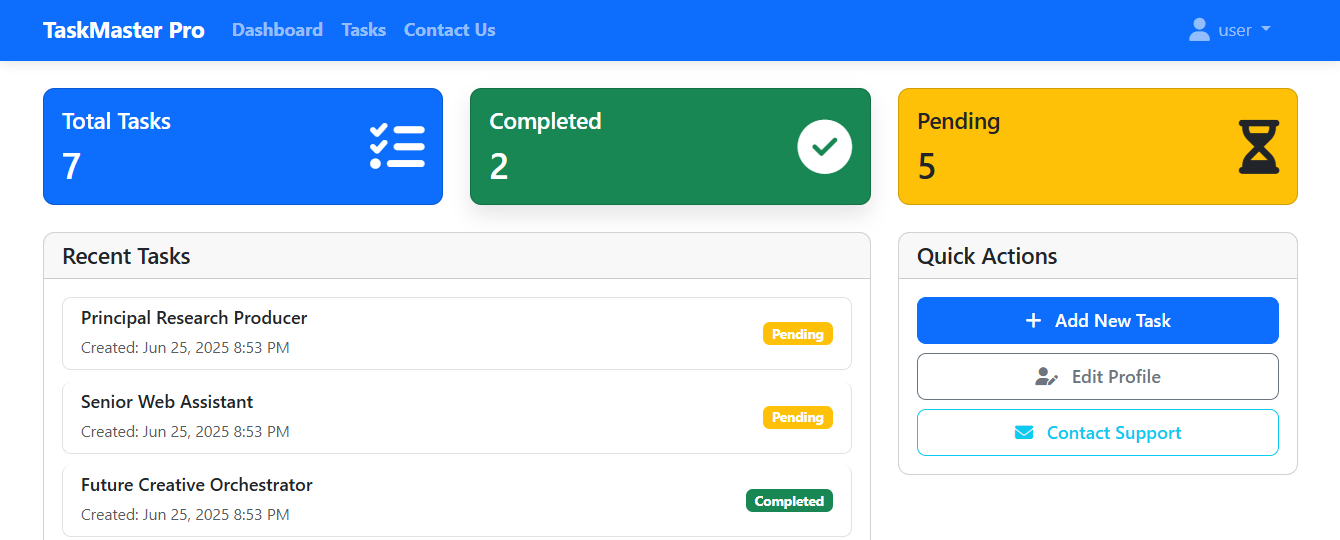 TaskMaster Pro Dashboard Tasks Contact Us user
Total Tasks
7
Completed
2
Pending
5
Recent Tasks
Principal Research Producer
Created: Jun 25, 2025 8:53 PM
Pending
Senior Web Assistant
Created: Jun 25, 2025 8:53 PM
Pending
Future Creative Orchestrator
Created: Jun 25, 2025 8:53 PM
Completed
Quick Actions
Add New Task
Edit Profile
Contact Support